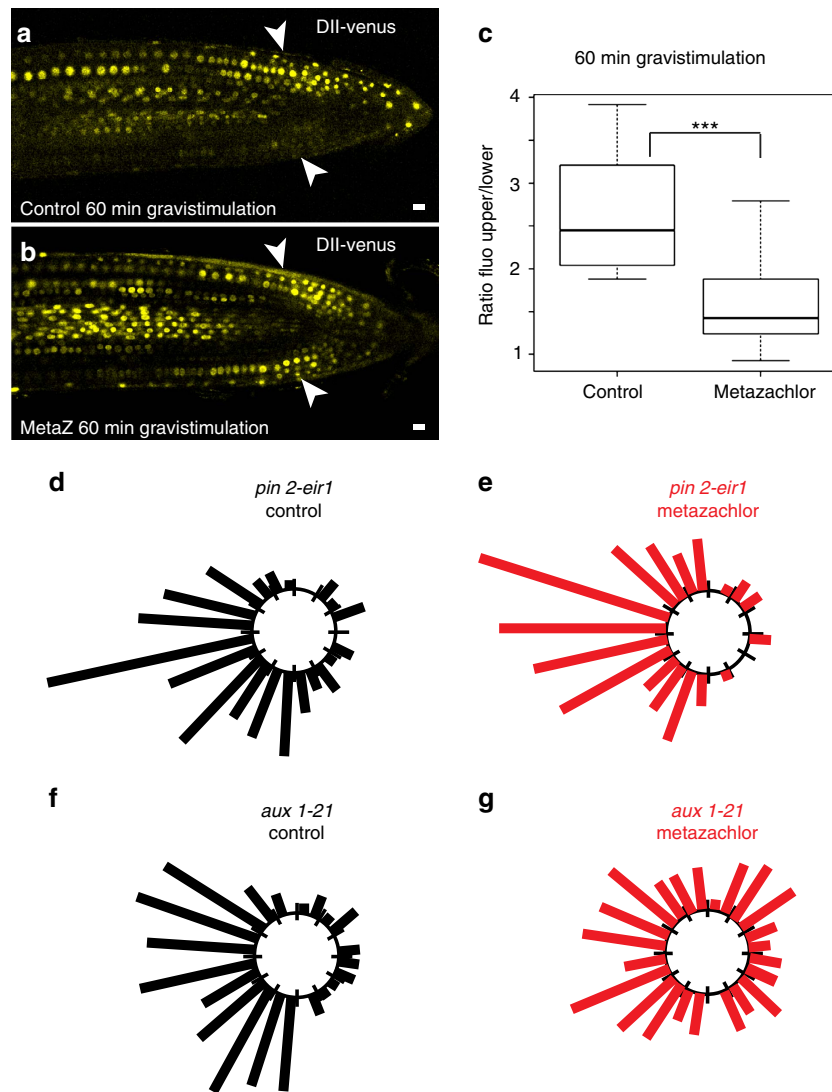 a
DII-venus
Control 60 min gravistimulation
b
DII-venus
MetaZ 60 min gravistimulation
c
60 min gravistimulation
Ratio fluo upper/lower
4
3
2
1
***
Control
Metazachlor
d
pin 2-eir1
control
e
pin 2-eir1
metazachlor
f
aux 1-21
control
g
aux 1-21
metazachlor